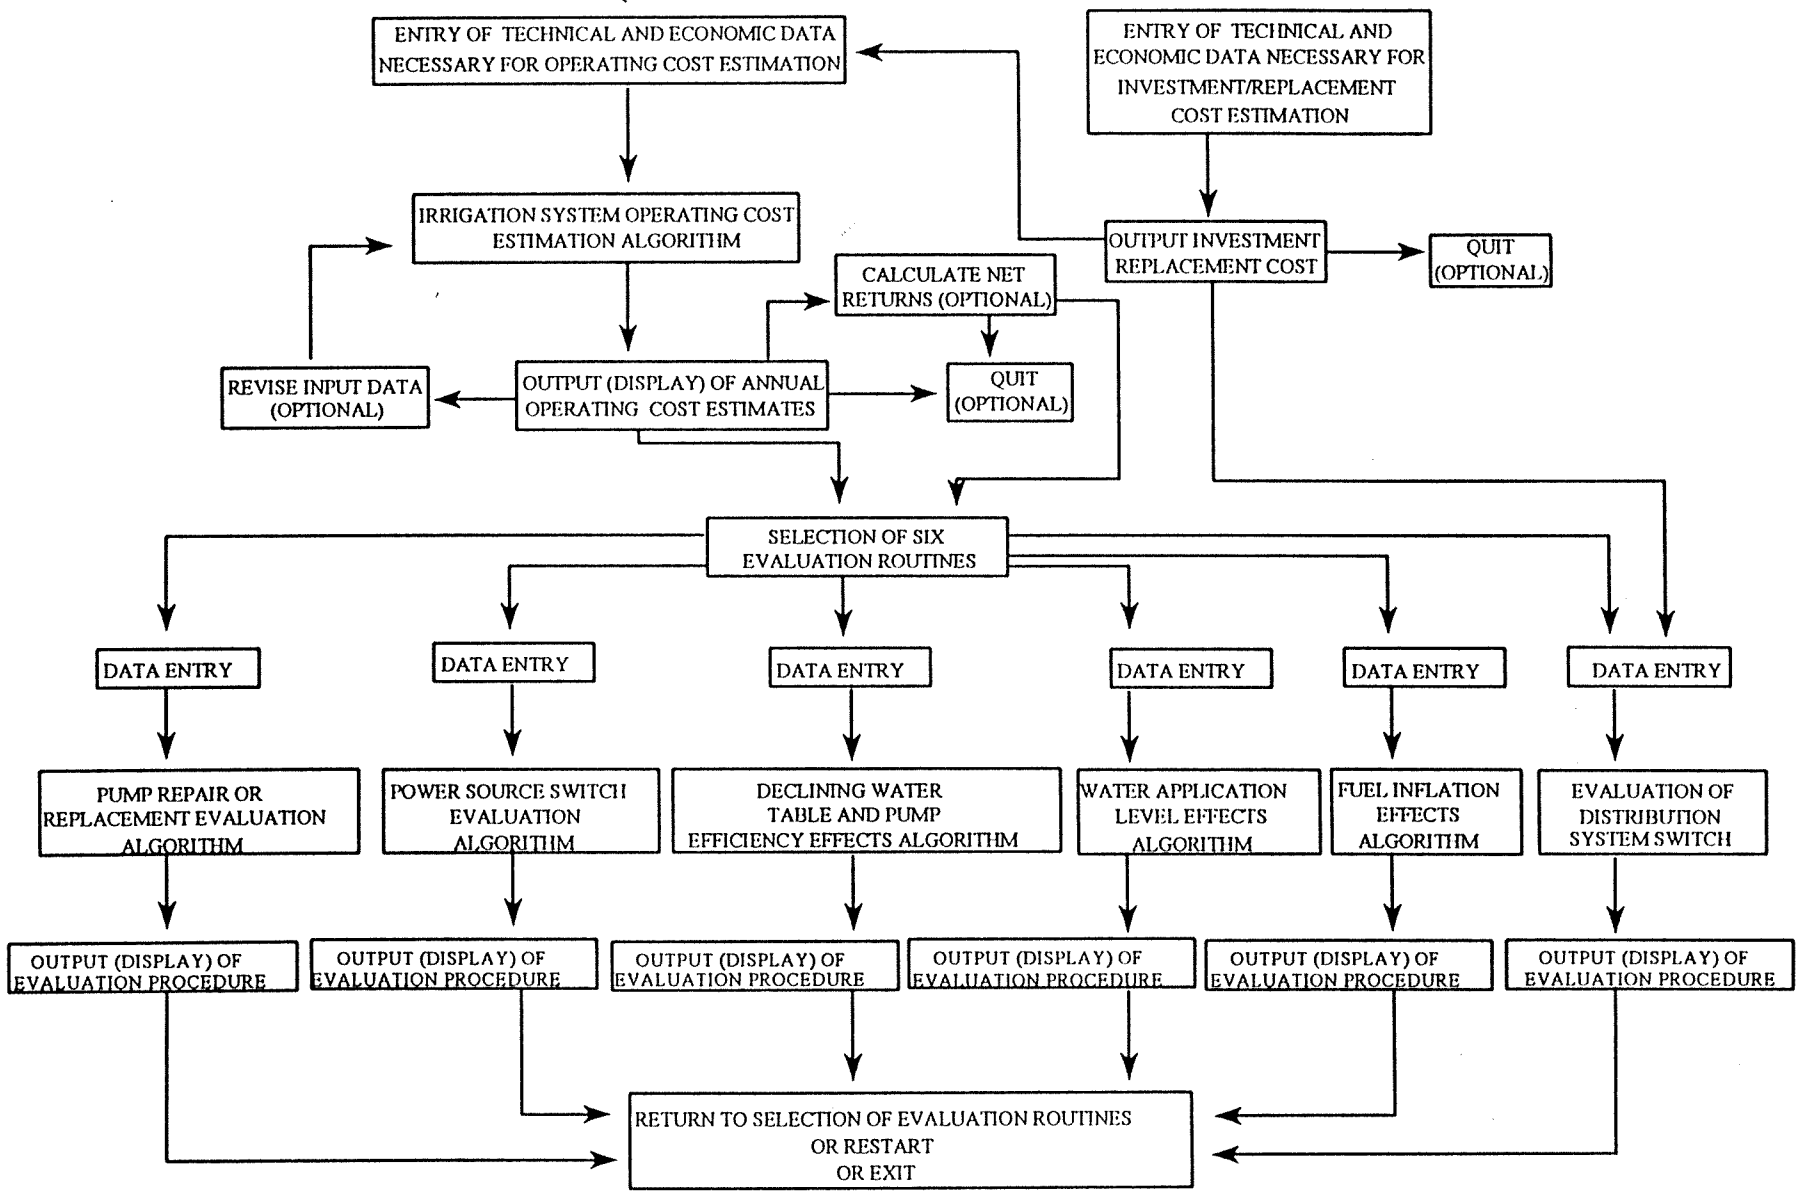 ENTRY OF TECHNICAL AND ECONOMIC DATA
NECESSARY FOR OPERATING COST ESTIMATION
ENTRY OF TECHNICAL AND
ECONOMIC DATA NECESSARY FOR
INVESTMENT/REPLACEMENT
COST ESTIMATION
IRRIGATION SYSTEM OPERATING COST
ESTIMATION ALGORITHM
OUTPUT INVESTMENT
REPLACEMENT COST
QUIT
(OPTIONAL)
CALCULATE NET
RETURNS (OPTIONAL)
REVISE INPUT DATA
(OPTIONAL)
OUTPUT (DISPLAY) OF ANNUAL
OPERATING COST ESTIMATES
QUIT
(OPTIONAL)
SELECTION OF SIX
EVALUATION ROUTINES
DATA ENTRY
DATA ENTRY
DATA ENTRY
DATA ENTRY
DATA ENTRY
DATA ENTRY
PUMP REPAIR OR
REPLACEMENT EVALUATION
ALGORITHM
POWER SOURCE SWITCH
EVALUATION
ALGORITHM
DECLINING WATER
TABLE AND PUMP
EFFICIENCY EFFECTS ALGORITHM
WATER APPLICATION
LEVEL EFFECTS
ALGORITHM
FUEL INFLATION
EFFECTS
ALGORITHM
EVALUATION OF
DISTRIBUTION
SYSTEM SWITCH
OUTPUT (DISPLAY) OF
EVALUATION PROCEDURE
OUTPUT (DISPLAY) OF
EVALUATION PROCEDURE
OUTPUT (DISPLAY) OF
EVALUATION PROCEDURE
OUTPUT (DISPLAY) OF
EVALUATION PROCEDURE
OUTPUT (DISPLAY) OF
EVALUATION PROCEDURE
OUTPUT (DISPLAY) OF
EVALUATION PROCEDURE
RETURN TO SELECTION OF EVALUATION ROUTINES
OR RESTART
OR EXIT